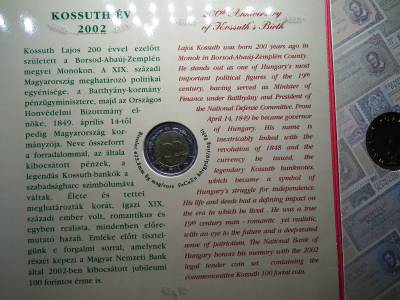 KOSSUTH ÉV
2002
Kossuth Lajos 200 évvel ezelőtt
született a Borsod-Abaúj-Zemplén
megyei Monokon. A XIX. századi
magyar meghatározó politikai
egyénisége, a Batthyány-kormány
pénzügyminisztere, majd az Országos
Honvédelmi Bizottmány el-
nöke, 1849. április 14-től
pedig Magyarország kor-
mányzója. Neve összeforrt
a forradalommal, az általa
kibocsátott pénzek, a
legendás Kossuth-bankók a
szabadságharc szimbólumává
váltak. Élete és tettei
meghatározták korát, igazi XIX.
századi ember volt, romantikus és
egyben realista, mindenben előre-
mutató hazafi. Emléke előtt tisztel-
günk e forgalmi sorral, amelynek
részét képezi a Magyar Nemzeti Bank
által 2002-ben kibocsátott jubileumi
100 forintos érme is.
200th Anniversary
of Kossuth's Birth
Lajos Kossuth was born 200 years ago in
Monok in Borsod-Abaúj-Zemplén County.
He stands out as one of Hungary's most
important political figures of the 19th
century, having served as Minister of
Finance under Batthyány and President of
the National Defense Committee. From
April 14, 1849 he became governor
of Hungary. His name is
inextricably linked with the
revolution of 1848 and the
currency he issued, the
legendary Kossuth banknotes,
which became a symbol of
Hungary's struggle for independence.
His life and deeds had a defining impact on
the era in which he lived. He was a true
19th century man - romantic yet realistic,
with an eye to the future and a deep-seated
sense of patriotism. The National Bank of
Hungary honors his memory with the 2002
legal tender coin set containing the
commemorative Kossuth 100 forint coin.